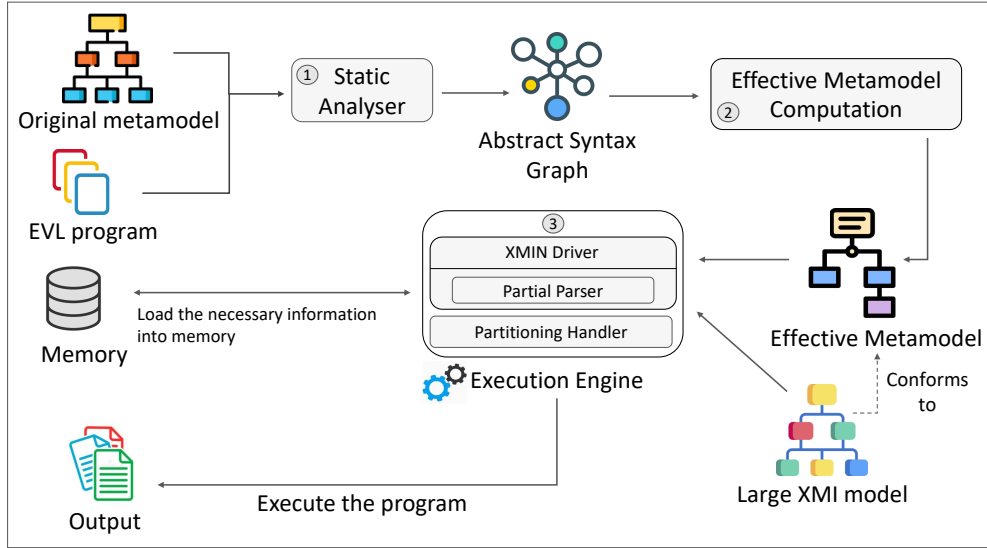 Original metamodel
EVL program
1
Static
Analyser
Abstract Syntax
Graph
Effective Metamodel
Computation
2
3
XMIN Driver
Partial Parser
Partitioning Handler
Execution Engine
Memory
Load the necessary information
into memory
Effective Metamodel
Conforms
to
Large XMI model
Execute the program
Output